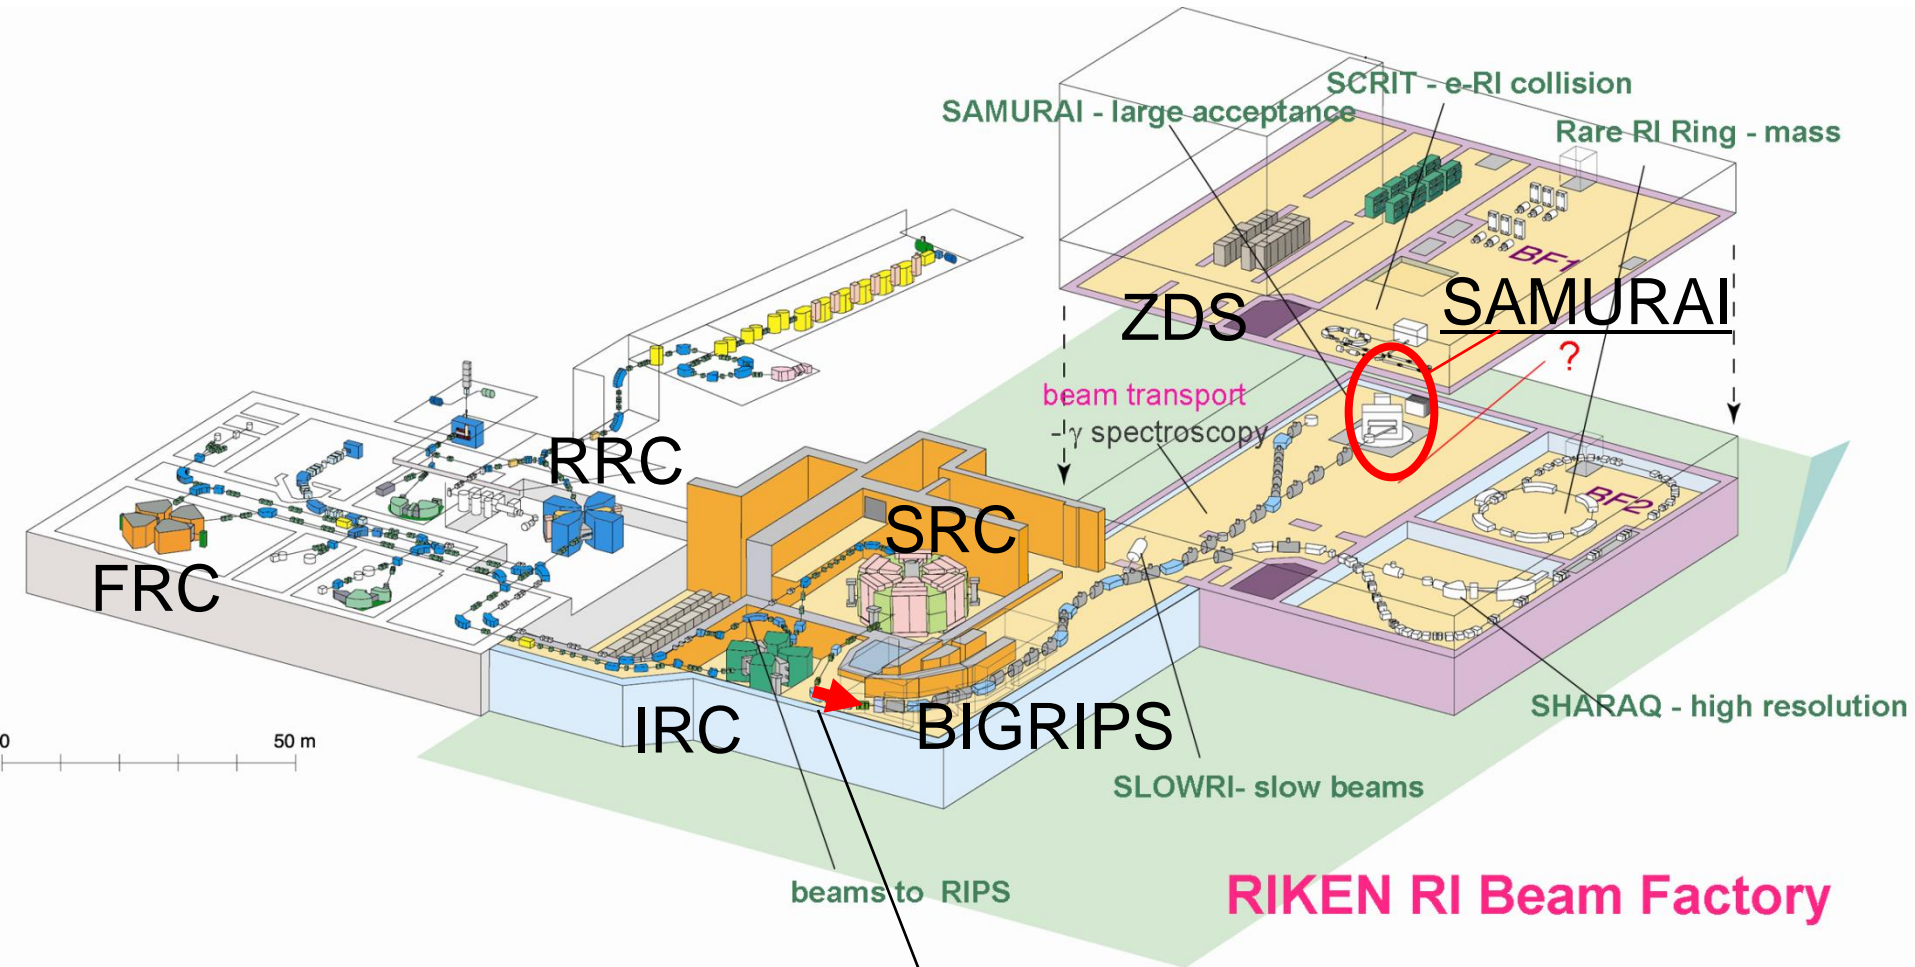 SCRIT - e-RI collision
SAMURAI - large acceptance
Rare RI Ring - mass
BF1
ZDS
SAMURAI
?
beam transport
- γ spectroscopy
RRC
SRC
BF2
FRC
IRC
BIGRIPS
SHARAQ - high resolution
0
50 m
SLOWRI- slow beams
beams to RIPS
RIKEN RI Beam Factory